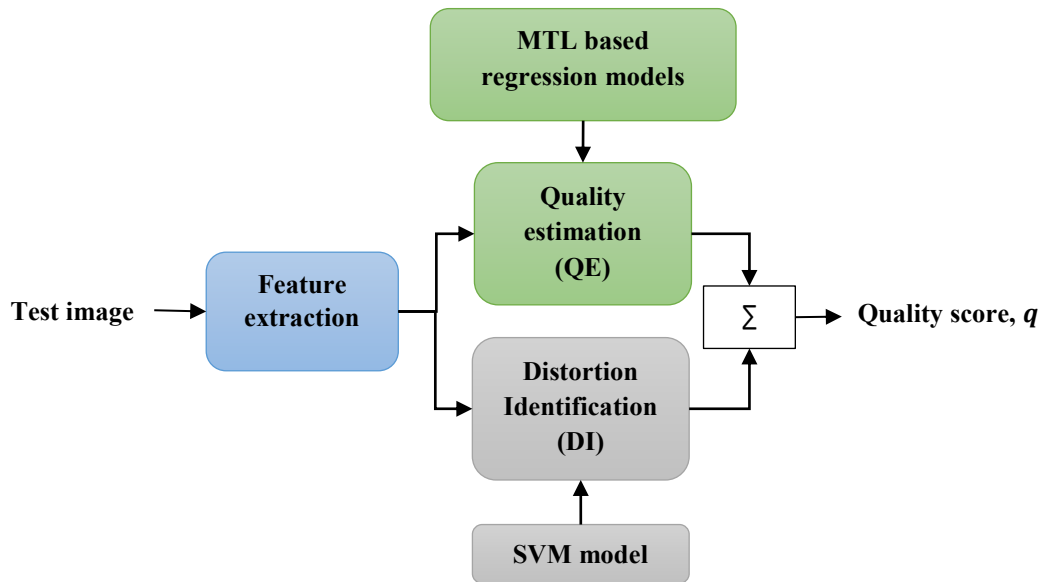 MTL based
regression models
Quality
estimation
(QE)
Feature
extraction
Test image
Σ
Quality score, q
Distortion
Identification
(DI)
SVM model